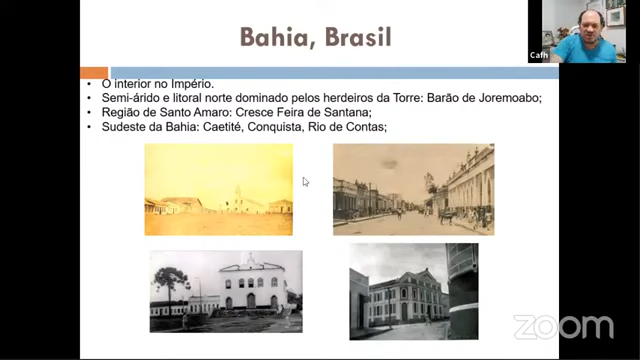 Bahia, Brasil
Cafh
O interior no Império.
Semi-árido e litoral norte dominado pelos herdeiros da Torre: Barão de Joremoabo;
Região de Santo Amaro: Cresce Feira de Santana;
Sudeste da Bahia: Caetité, Conquista, Rio de Contas;
zoom